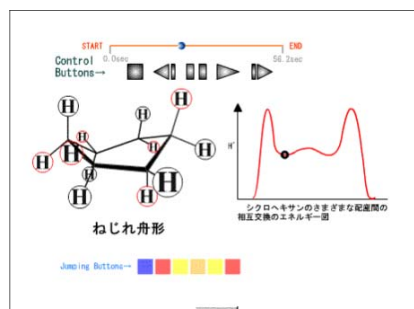 START
END
0.0sec
56.2sec
Control
Buttons→
H
H
H
H
H
H
H
H
H
H
H
H
ねじれ舟形
シクロヘキサンのさまざまな配座間の
相互交換のエネルギー図
Jumping Buttons→